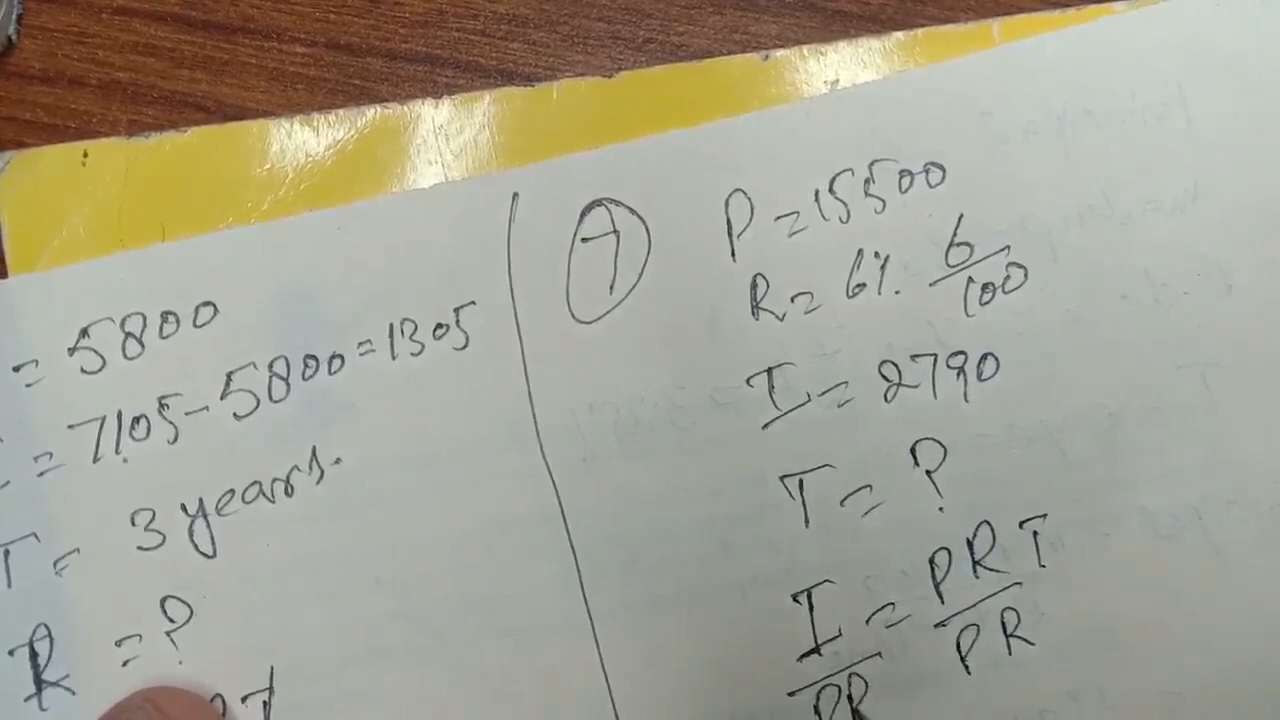 = 5800
= 7105-5800=1305
T= 3 years.
R =?
7
P=15500
R= 6% 6/100
I= 2790
T= ?
I = PRT
PR PR